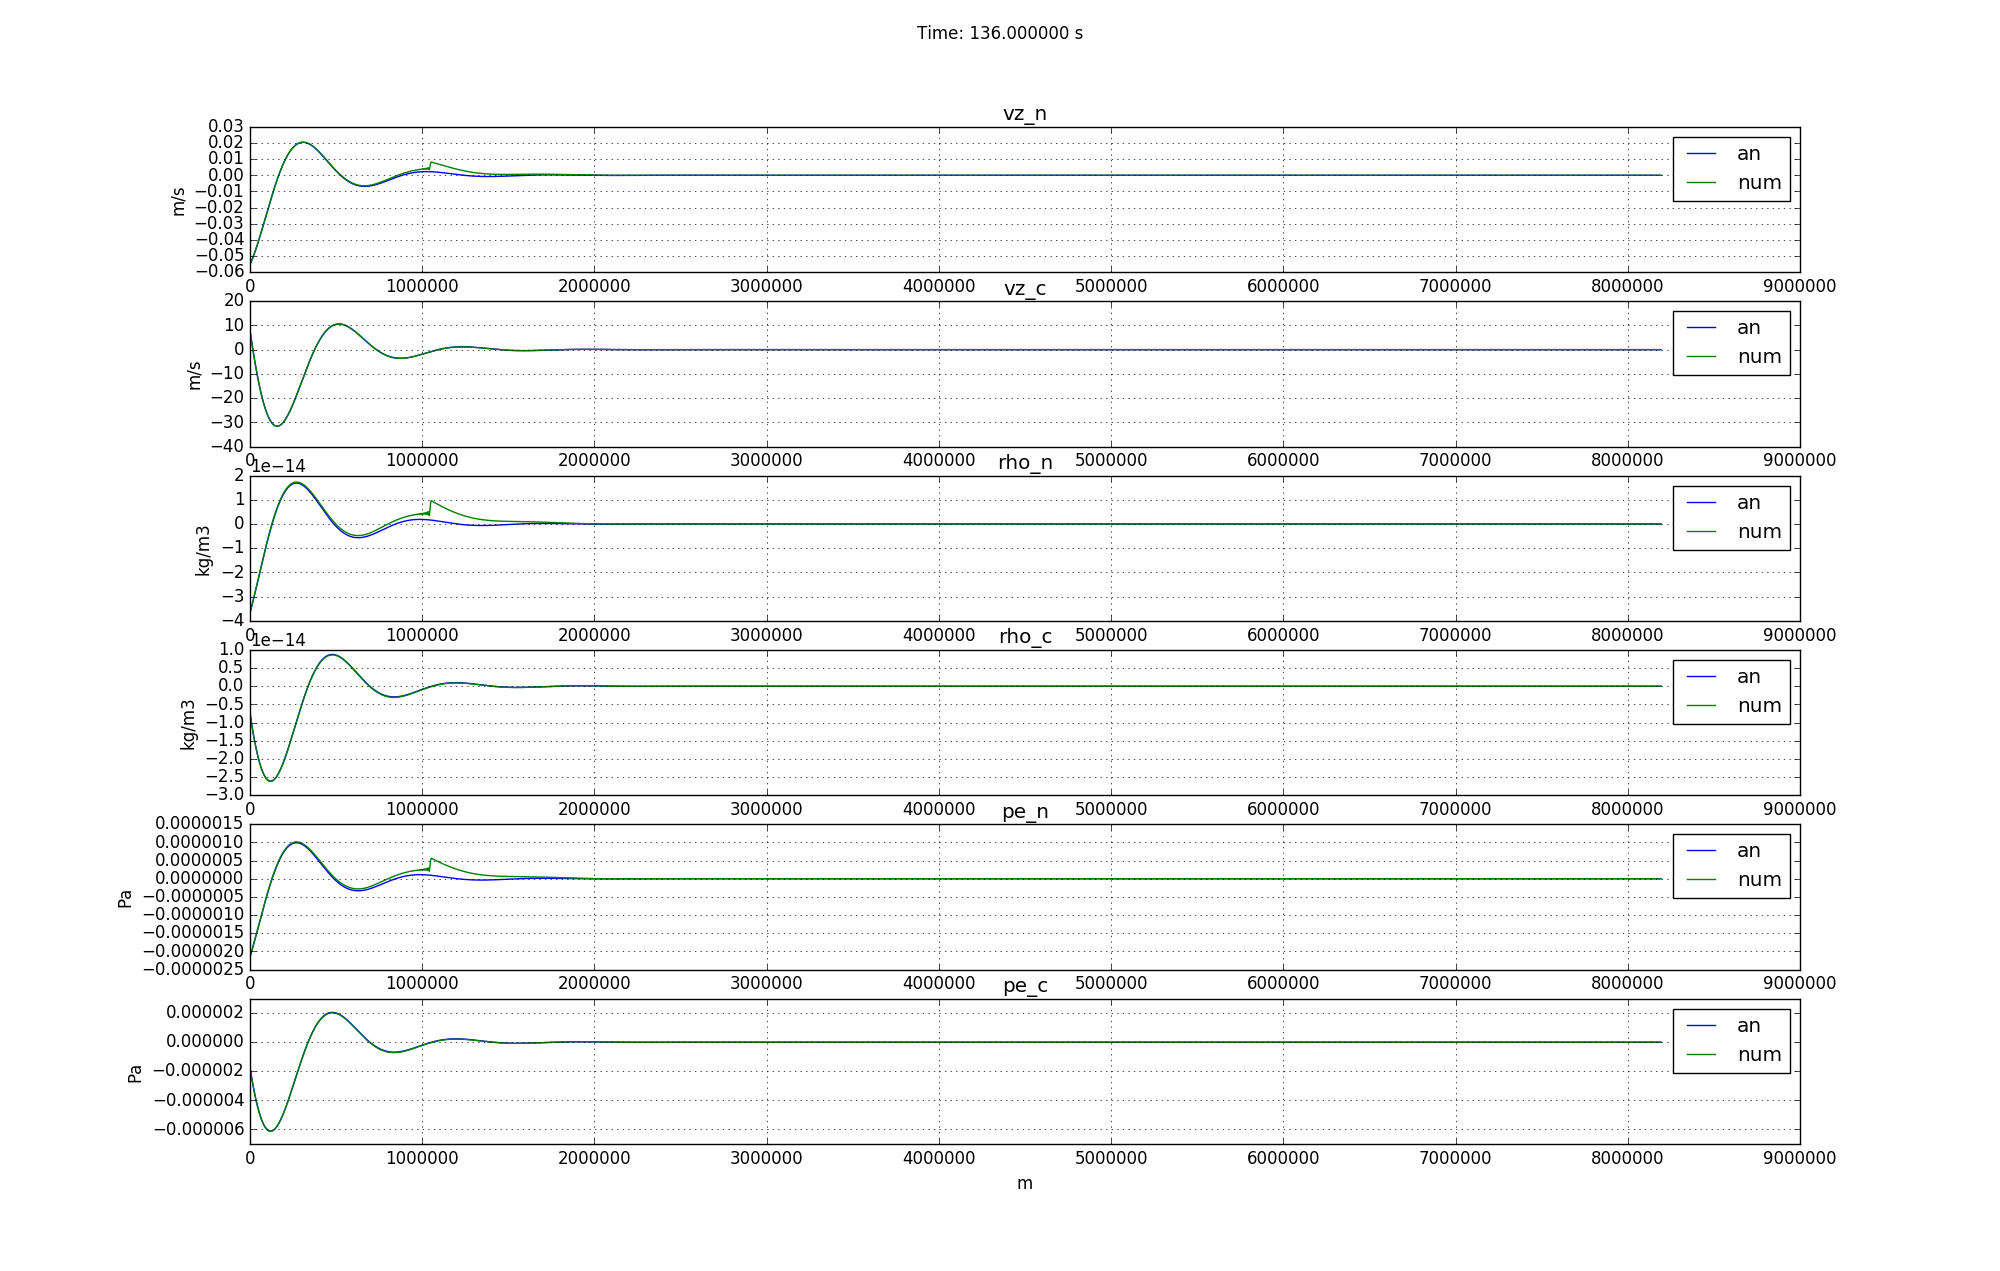 Time: 136.000000 s
vz_n
0.03
0.02
0.01
0.00
−0.01
−0.02
−0.03
−0.04
−0.05
−0.06
m/s
an
num
0 1000000 2000000 3000000 4000000 5000000 6000000 7000000 8000000 9000000
vz_c
20
10
0
−10
−20
−30
−40
m/s
an
num
0 1000000 2000000 3000000 4000000 5000000 6000000 7000000 8000000 9000000
1e−14
rho_n
2
1
0
−1
−2
−3
−4
kg/m3
an
num
0 1000000 2000000 3000000 4000000 5000000 6000000 7000000 8000000 9000000
1e−14
rho_c
1.0
0.5
0.0
−0.5
−1.0
−1.5
−2.0
−2.5
−3.0
kg/m3
an
num
0 1000000 2000000 3000000 4000000 5000000 6000000 7000000 8000000 9000000
pe_n
0.0000015
0.0000010
0.0000005
0.0000000
−0.0000005
−0.0000010
−0.0000015
−0.0000020
−0.0000025
Pa
an
num
0 1000000 2000000 3000000 4000000 5000000 6000000 7000000 8000000 9000000
pe_c
0.000002
0.000000
−0.000002
−0.000004
−0.000006
Pa
an
num
0 1000000 2000000 3000000 4000000 5000000 6000000 7000000 8000000 9000000
m